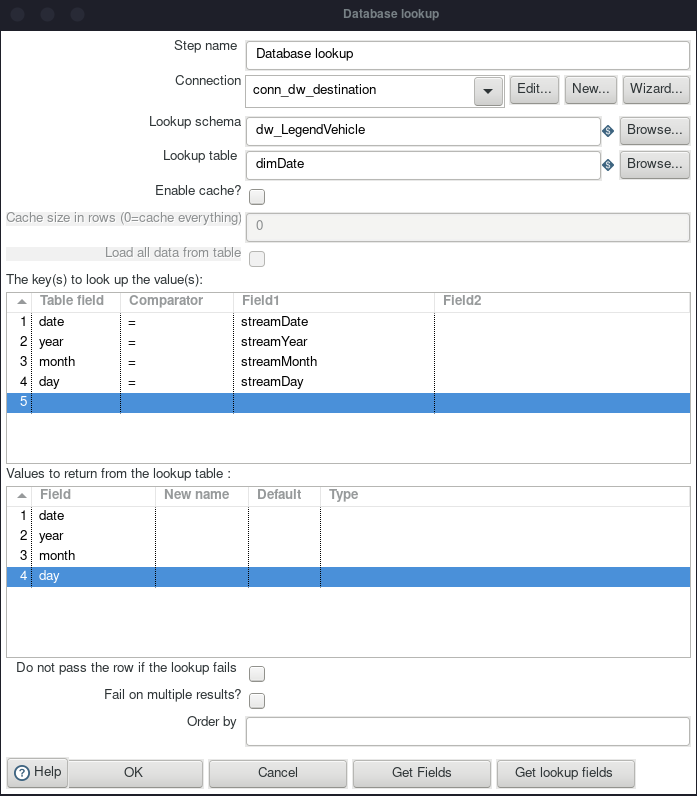 Database lookup
Step name Database lookup
Connection conn_dw_destination Edit... New... Wizard...
Lookup schema dw_LegendVehicle Browse...
Lookup table dimDate Browse...
Enable cache?
Cache size in rows (0=cache everything) 0
Load all data from table
The key(s) to look up the value(s):
Table field Comparator Field1 Field2
1 date = streamDate
2 year = streamYear
3 month = streamMonth
4 day = streamDay
5
Values to return from the lookup table :
Field New name Default Type
1 date
2 year
3 month
4 day
Do not pass the row if the lookup fails
Fail on multiple results?
Order by
? Help OK Cancel Get Fields Get lookup fields